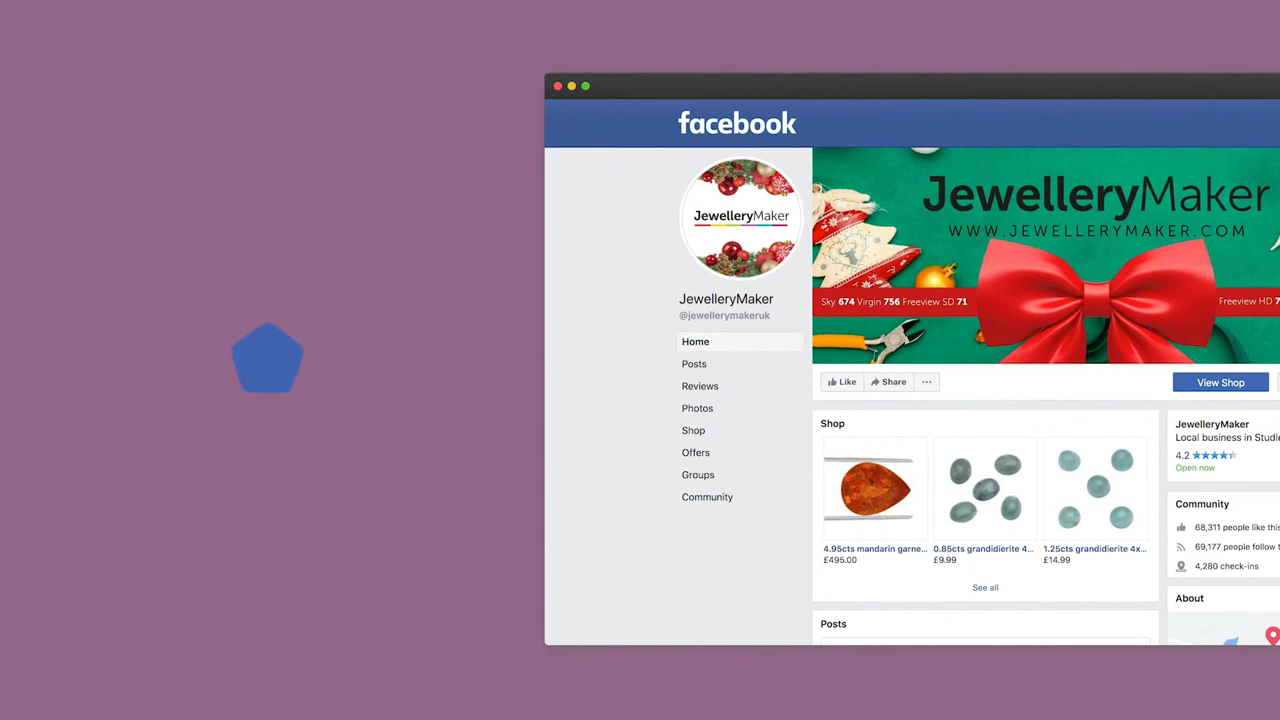 facebook
JewelleryMaker
JewelleryMaker
@jewellerymakeruk
Home
Posts
Reviews
Photos
Shop
Offers
Groups
Community
JewelleryMaker
WWW.JEWELLERYMAKER.COM
Sky 674 Virgin 756 Freeview SD 71
Freeview HD
Like
Share
View Shop
Shop
4.95cts mandarin garne...
£495.00
0.85cts grandidierite 4...
£9.99
1.25cts grandidierite 4x...
£14.99
See all
Posts
JewelleryMaker
Local business in
4.2
Open now
Community
68,311 people like
69,177 people follow
4,280 check-ins
About